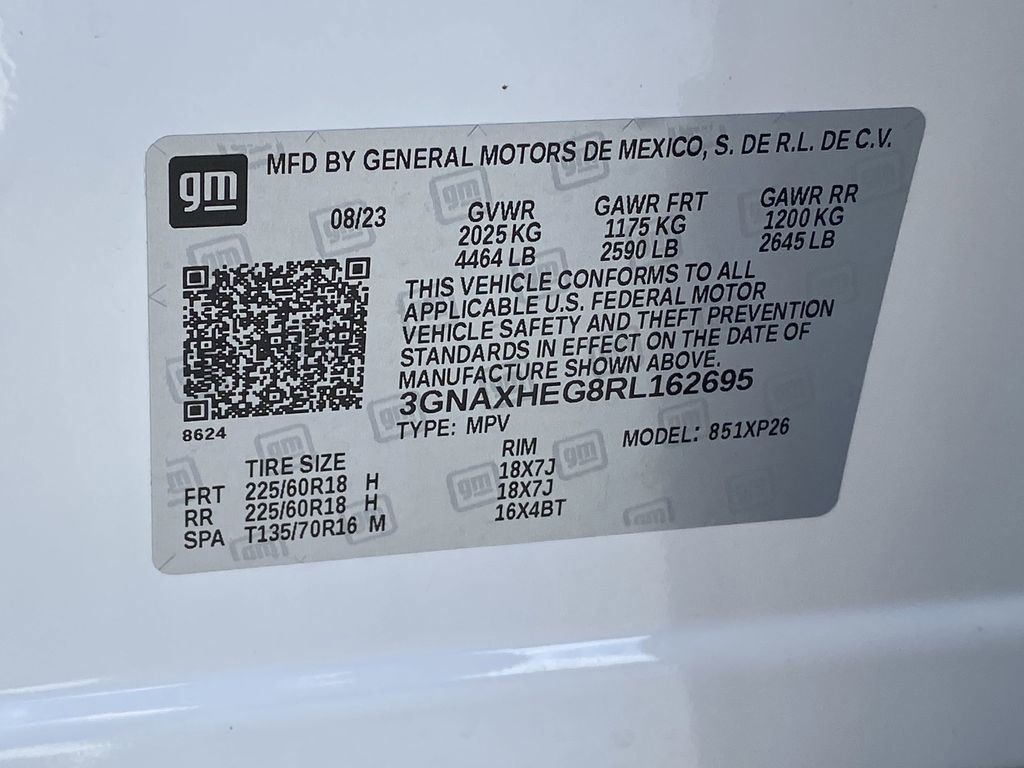 gm
MFD BY GENERAL MOTORS DE MEXICO, S. DE R.L. DE C.V.
08/23
GVWR GAWR FRT GAWR RR
2025 KG 1175 KG 1200 KG
4464 LB 2590 LB 2645 LB
THIS VEHICLE CONFORMS TO ALL
APPLICABLE U.S. FEDERAL MOTOR
VEHICLE SAFETY AND THEFT PREVENTION
STANDARDS IN EFFECT ON THE DATE OF
MANUFACTURE SHOWN ABOVE.
3GNAXHEG8RL162695
8624
TYPE: MPV MODEL: 851XP26
TIRE SIZE RIM
FRT 225/60R18 H 18X7J
RR 225/60R18 H 18X7J
SPA T135/70R16 M 16X4BT